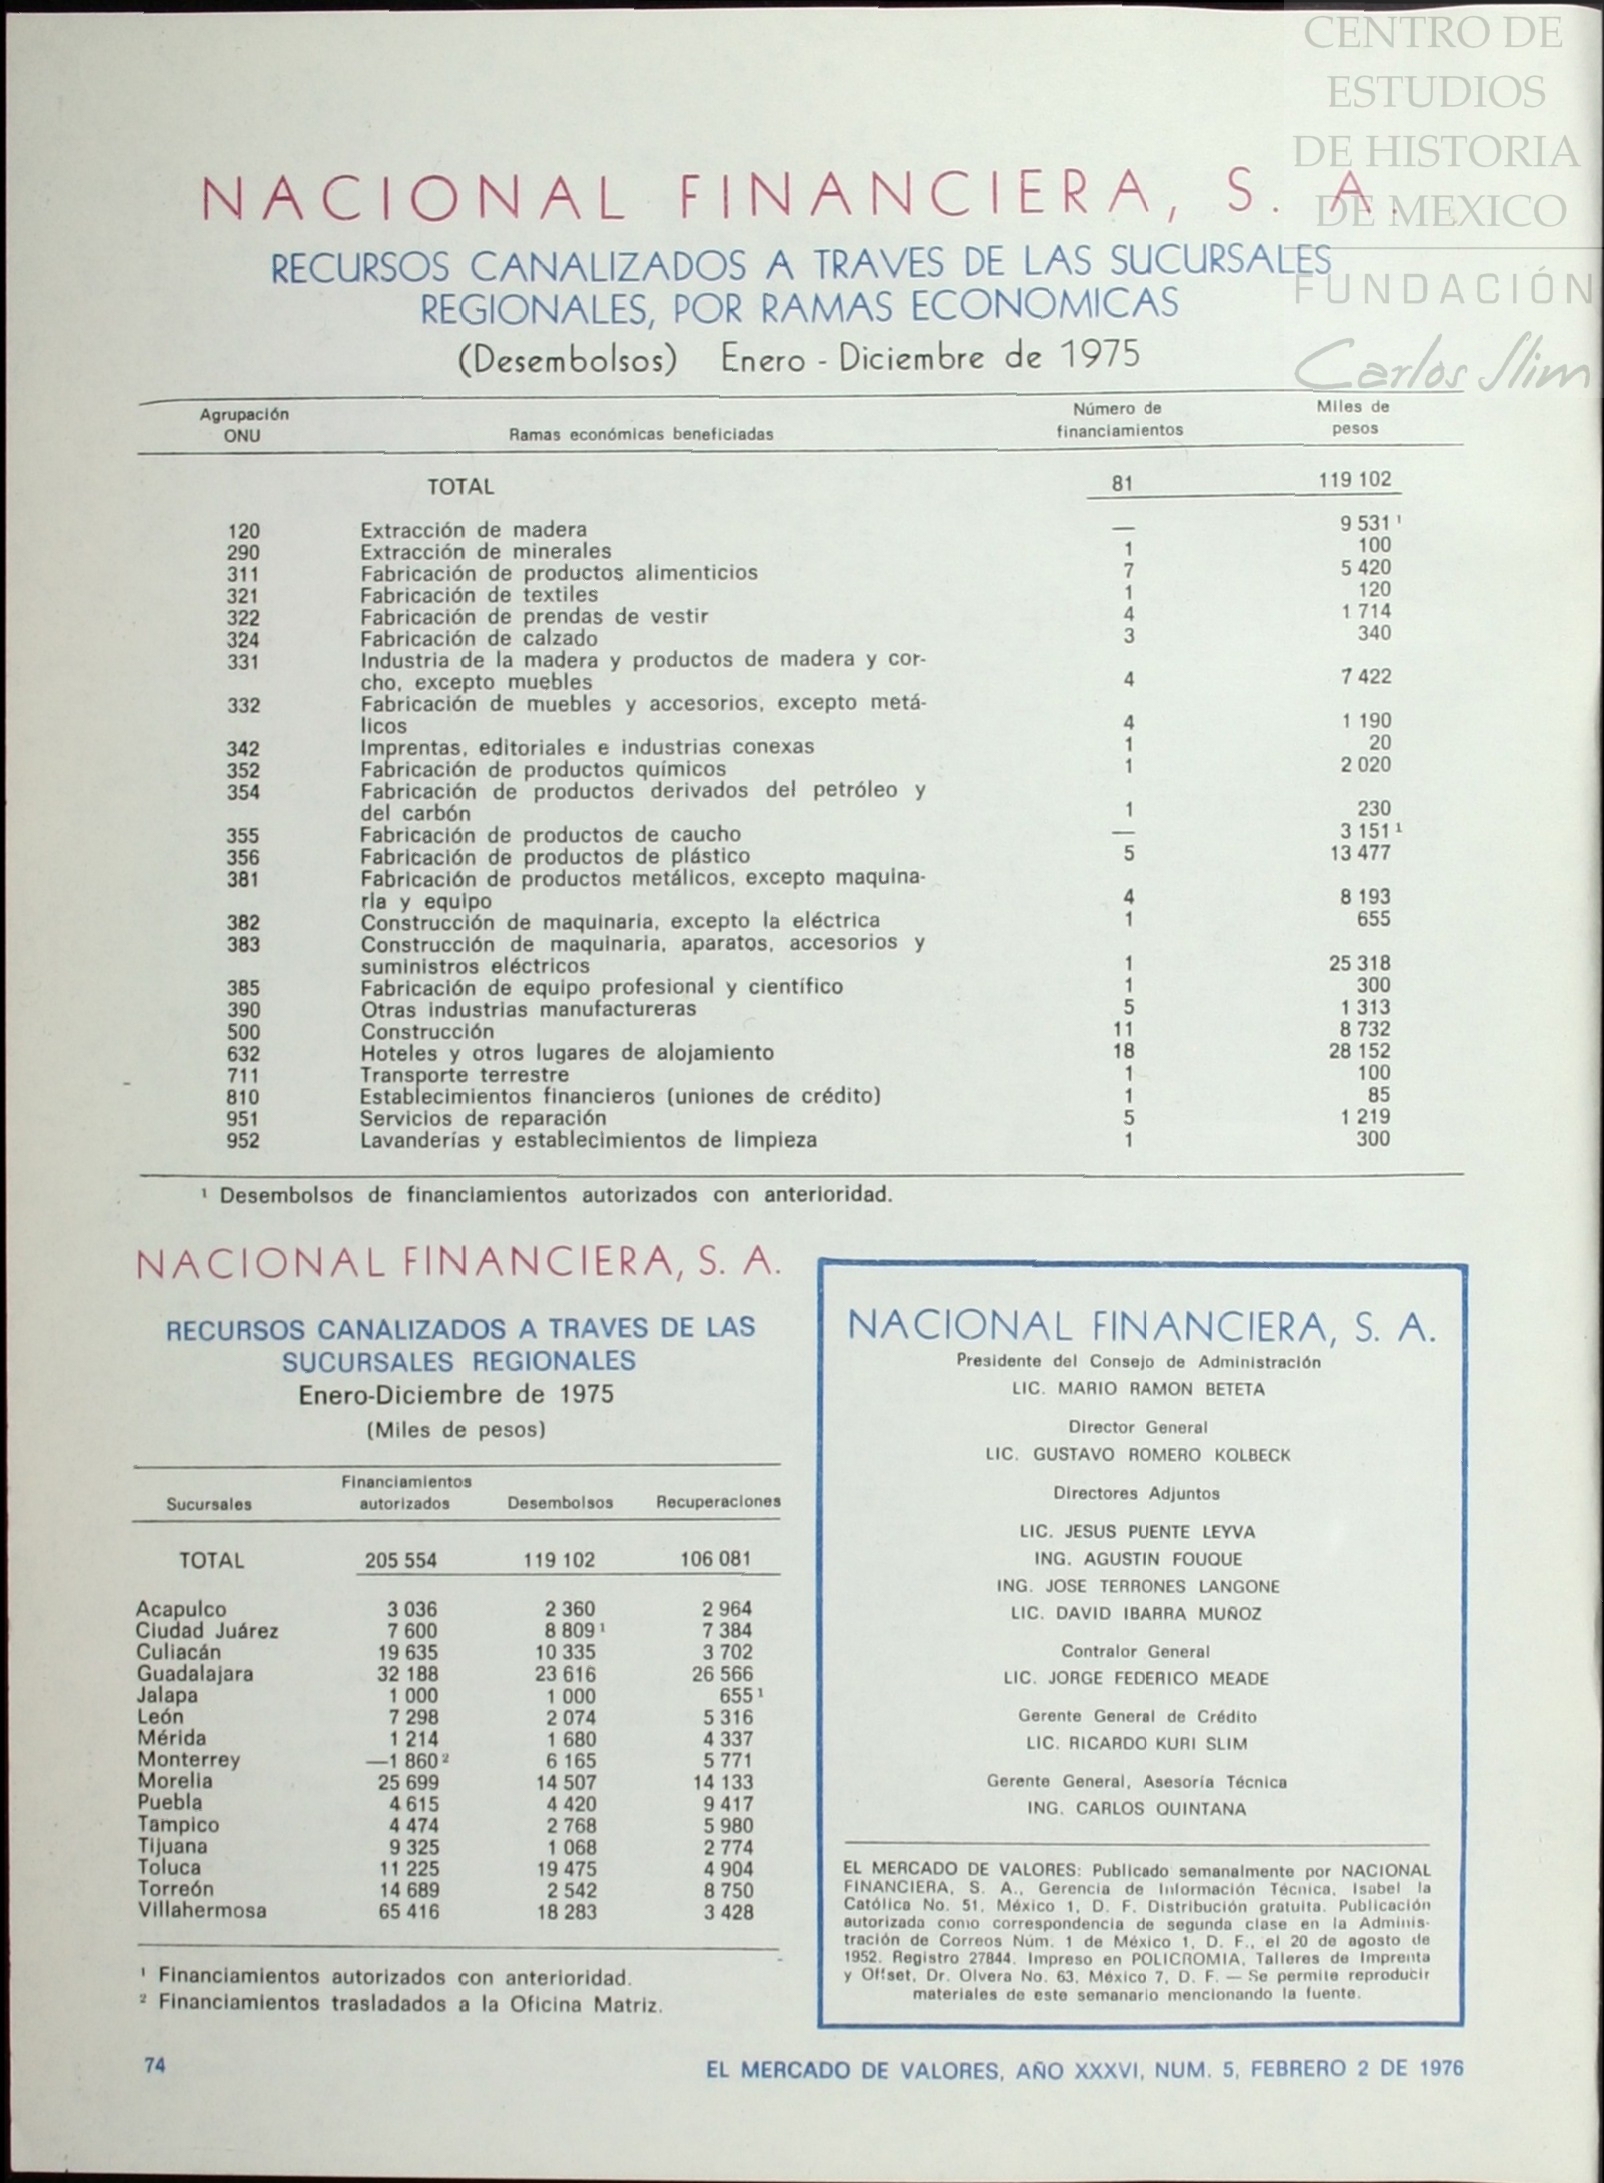 CENTRO DE
ESTUDIOS
DE HISTORIA
DE MEXICO
FUNDACIÓN
Carlos Slim
NACIONAL FINANCIERA, S. A.
RECURSOS CANALIZADOS A TRAVES DE LAS SUCURSALES
REGIONALES, POR RAMAS ECONOMICAS
(Desembolsos) Enero - Diciembre de 1975
Agrupación ONU Ramas económicas beneficiadas Número de financiamientos Miles de pesos
TOTAL 81 119 102
120 Extracción de madera — 9 531 ¹
290 Extracción de minerales 1 100
311 Fabricación de productos alimenticios 7 5 420
321 Fabricación de textiles 1 120
322 Fabricación de prendas de vestir 4 1 714
324 Fabricación de calzado 3 340
331 Industria de la madera y productos de madera y cor-
cho, excepto muebles 4 7 422
332 Fabricación de muebles y accesorios, excepto metá-
licos 4 1 190
342 Imprentas, editoriales e industrias conexas 1 20
352 Fabricación de productos químicos 1 2 020
354 Fabricación de productos derivados del petróleo y
del carbón 1 230
355 Fabricación de productos de caucho — 3 151 ¹
356 Fabricación de productos de plástico 5 13 477
381 Fabricación de productos metálicos, excepto maquina-
ria y equipo 4 8 193
382 Construcción de maquinaria, excepto la eléctrica 1 655
383 Construcción de maquinaria, aparatos, accesorios y
suministros eléctricos 1 25 318
385 Fabricación de equipo profesional y científico 1 300
390 Otras industrias manufactureras 5 1 313
500 Construcción 11 8 732
632 Hoteles y otros lugares de alojamiento 18 28 152
711 Transporte terrestre 1 100
810 Establecimientos financieros (uniones de crédito) 1 85
951 Servicios de reparación 5 1 219
952 Lavanderías y establecimientos de limpieza 1 300
¹ Desembolsos de financiamientos autorizados con anterioridad.
NACIONAL FINANCIERA, S. A.
RECURSOS CANALIZADOS A TRAVES DE LAS
SUCURSALES REGIONALES
Enero-Diciembre de 1975
(Miles de pesos)
Sucursales Financiamientos autorizados Desembolsos Recuperaciones
TOTAL 205 554 119 102 106 081
Acapulco 3 036 2 360 2 964
Ciudad Juárez 7 600 8 809 ¹ 7 384
Culiacán 19 635 10 335 3 702
Guadalajara 32 188 23 616 26 566
Jalapa 1 000 1 000 655 ¹
León 7 298 2 074 5 316
Mérida 1 214 1 680 4 337
Monterrey —1 860 ² 6 165 5 771
Morelia 25 699 14 507 14 133
Puebla 4 615 4 420 9 417
Tampico 4 474 2 768 5 980
Tijuana 9 325 1 068 2 774
Toluca 11 225 19 475 4 904
Torreón 14 689 2 542 8 750
Villahermosa 65 416 18 283 3 428
¹ Financiamientos autorizados con anterioridad.
² Financiamientos trasladados a la Oficina Matriz.
NACIONAL FINANCIERA, S. A.
Presidente del Consejo de Administración
LIC. MARIO RAMON BETETA
Director General
LIC. GUSTAVO ROMERO KOLBECK
Directores Adjuntos
LIC. JESUS PUENTE LEYVA
ING. AGUSTIN FOUQUE
ING. JOSE TERRONES LANGONE
LIC. DAVID IBARRA MUÑOZ
Contralor General
LIC. JORGE FEDERICO MEADE
Gerente General de Crédito
LIC. RICARDO KURI SLIM
Gerente General, Asesoría Técnica
ING. CARLOS QUINTANA
EL MERCADO DE VALORES: Publicado semanalmente por NACIONAL
FINANCIERA, S. A., Gerencia de Información Técnica, Isabel la
Católica No. 51, México 1, D. F. Distribución gratuita. Publicación
autorizada como correspondencia de segunda clase en la Adminis-
tración de Correos Núm. 1 de México 1, D. F., el 20 de agosto de
1952. Registro 27844. Impreso en POLICROMIA, Talleres de Imprenta
y Offset, Dr. Olvera No. 63, México 7, D. F. — Se permite reproducir
materiales de este semanario mencionando la fuente.
74
EL MERCADO DE VALORES, AÑO XXXVI, NUM. 5, FEBRERO 2 DE 1976